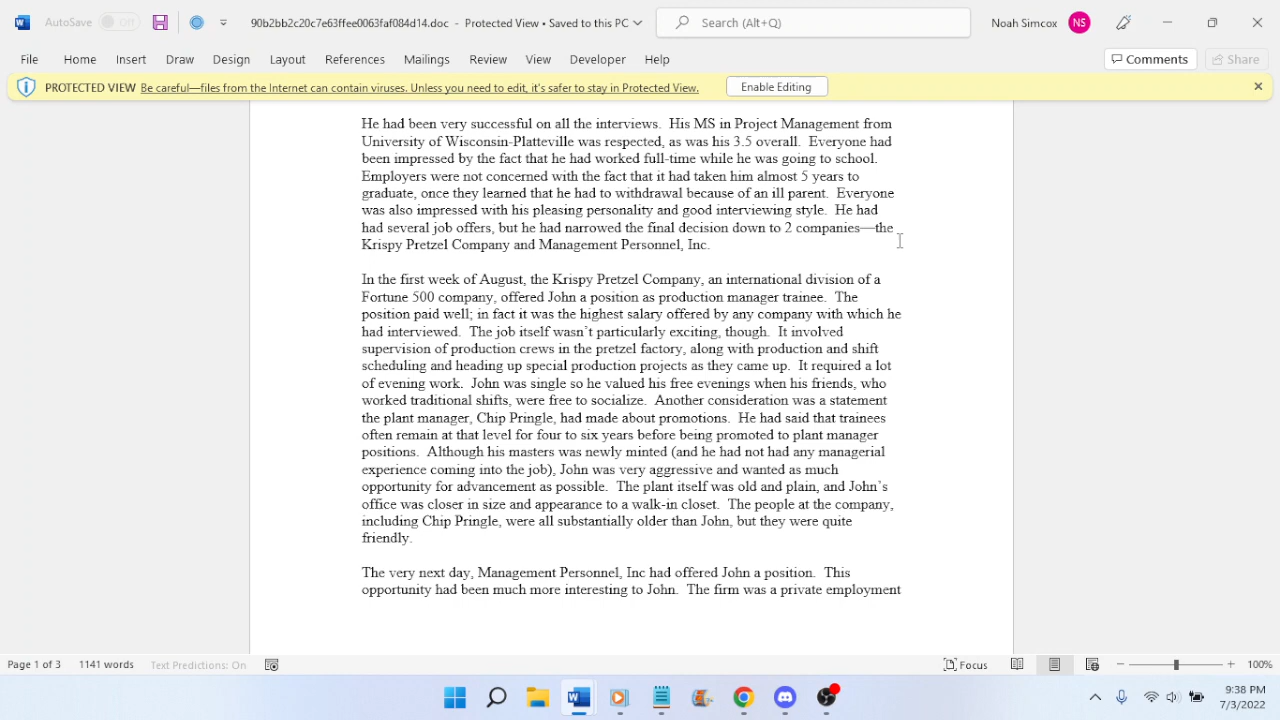 AutoSave Off 90b2bb2c20c7e63ffee0063faf084d14.doc - Protected View • Saved to this PC Search (Alt+Q) Noah Simcox NS
File Home Insert Draw Design Layout References Mailings Review View Developer Help Comments Share
PROTECTED VIEW Be careful—files from the Internet can contain viruses. Unless you need to edit, it's safer to stay in Protected View. Enable Editing
He had been very successful on all the interviews. His MS in Project Management from
University of Wisconsin-Platteville was respected, as was his 3.5 overall. Everyone had
been impressed by the fact that he had worked full-time while he was going to school.
Employers were not concerned with the fact that it had taken him almost 5 years to
graduate, once they learned that he had to withdrawal because of an ill parent. Everyone
was also impressed with his pleasing personality and good interviewing style. He had
had several job offers, but he had narrowed the final decision down to 2 companies—the
Krispy Pretzel Company and Management Personnel, Inc.
In the first week of August, the Krispy Pretzel Company, an international division of a
Fortune 500 company, offered John a position as production manager trainee. The
position paid well; in fact it was the highest salary offered by any company with which he
had interviewed. The job itself wasn't particularly exciting, though. It involved
supervision of production crews in the pretzel factory, along with production and shift
scheduling and heading up special production projects as they came up. It required a lot
of evening work. John was single so he valued his free evenings when his friends, who
worked traditional shifts, were free to socialize. Another consideration was a statement
the plant manager, Chip Pringle, had made about promotions. He had said that trainees
often remain at that level for four to six years before being promoted to plant manager
positions. Although his masters was newly minted (and he had not had any managerial
experience coming into the job), John was very aggressive and wanted as much
opportunity for advancement as possible. The plant itself was old and plain, and John's
office was closer in size and appearance to a walk-in closet. The people at the company,
including Chip Pringle, were all substantially older than John, but they were quite
friendly.
The very next day, Management Personnel, Inc had offered John a position. This
opportunity had been much more interesting to John. The firm was a private employment
Page 1 of 3 1141 words Text Predictions: On Focus 100%
9:38 PM
7/3/2022